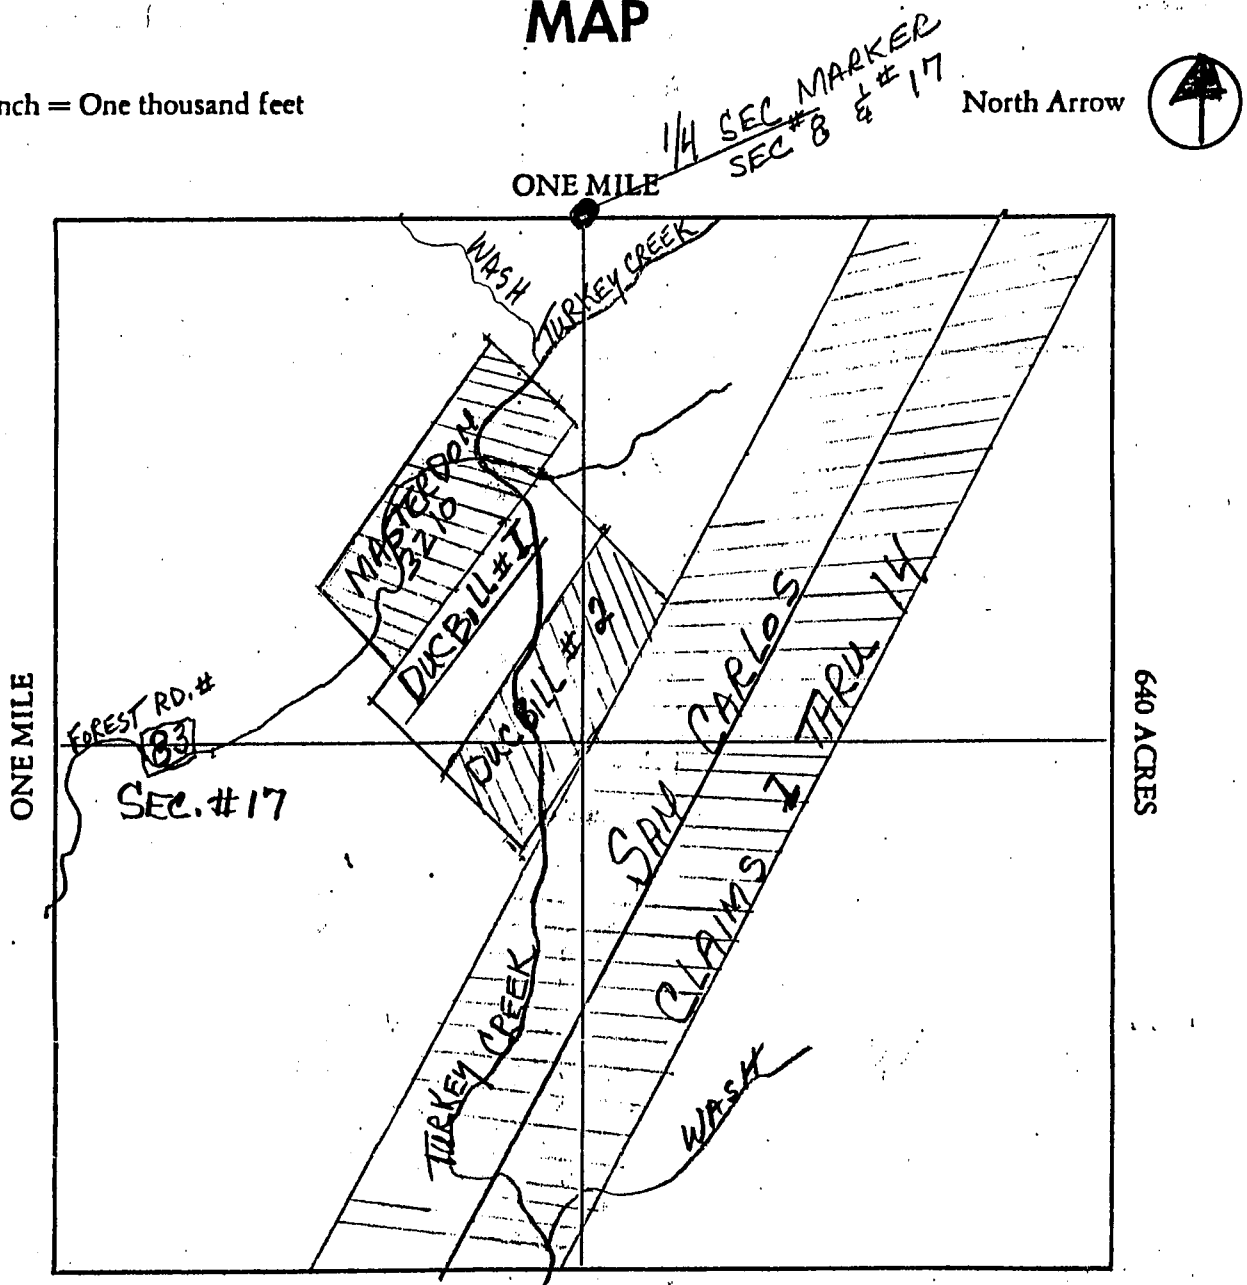 MAP
nch = One thousand feet
North Arrow
1/4 SEC MARKER
SEC #8 & #17
ONE MILE
WASH
TURKEY CREEK
MASTERDON
3210
DUCBILL #1
DUCBILL #2
FOREST RD. #
83
SEC. #17
ONE MILE
640 ACRES
SAN CARLOS
CLAIMS 1 THRU 14
TURKEY CREEK
WASH